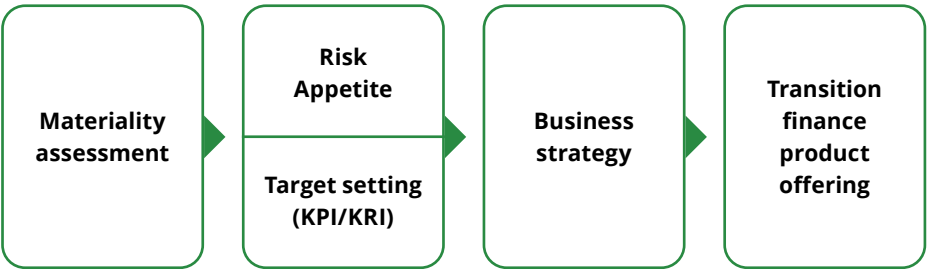 Materiality
assessment
Risk
Appetite
Target setting
(KPI/KRI)
Business
strategy
Transition
finance
product
offering